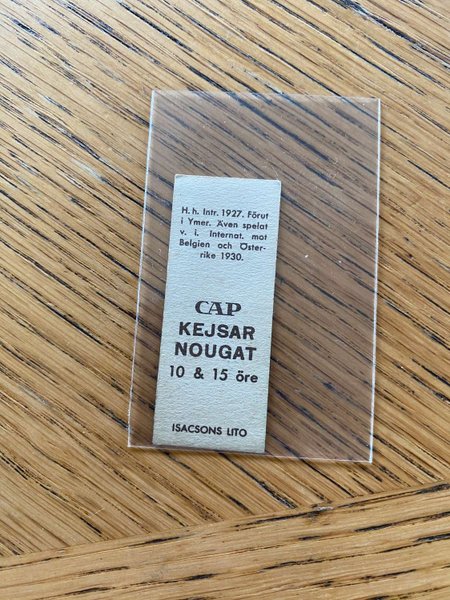 H. h. Intr. 1927. Förut
i Ymer. Även spelat
v. i. Internat. mot
Belgien och Öster-
rike 1930.
CAP
KEJSAR
NOUGAT
10 & 15 öre
ISACSONS LITO